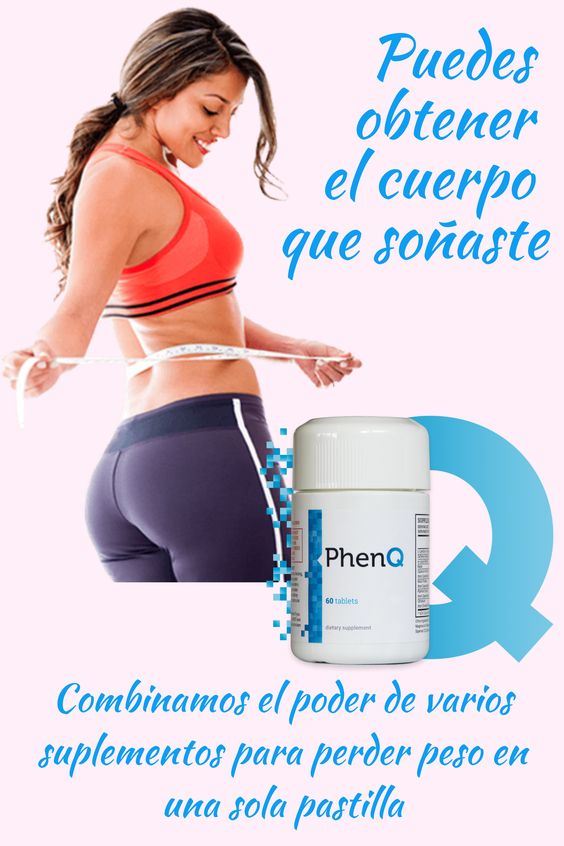 Puedes
obtener
el cuerpo
que soñaste
PhenQ
60 tablets
dietary supplement
Combinamos el poder de varios
suplementos para perder peso en
una sola pastilla